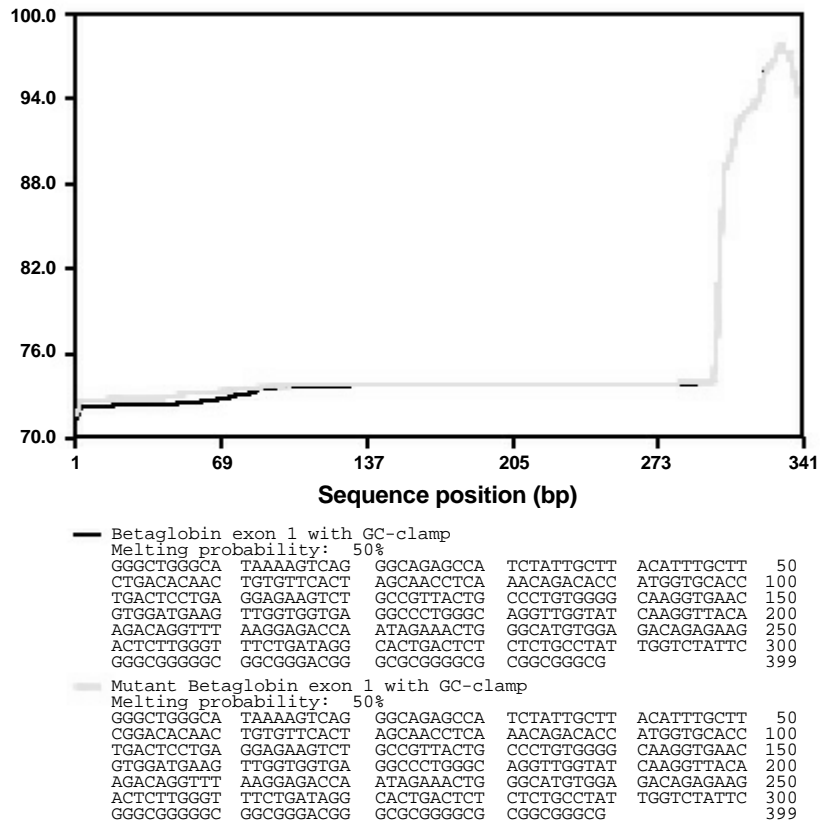 100.0
94.0
88.0
82.0
76.0
70.0
1 69 137 205 273 341
Sequence position (bp)
Betaglobin exon 1 with GC-clamp
Melting probability: 50%
GGGCTGGGCA TAAAAGTCAG GGCAGAGCCA TCTATTGCTT ACATTTGCTT 50
CTGACACAAC TGTGTTCACT AGCAACCTCA AACAGACACC ATGGTGCACC 100
TGACTCCTGA GGAGAAGTCT GCCGTTACTG CCCTGTGGGG CAAGGTGAAC 150
GTGGATGAAG TTGGTGGTGA GGCCCTGGGC AGGTTGGTAT CAAGGTTACA 200
AGACAGGTTT AAGGAGACCA ATAGAAACTG GGCATGTGGA GACAGAGAAG 250
ACTCTTGGGT TTCTGATAGG CACTGACTCT CTCTGCCTAT TGGTCTATTC 300
GGGCGGGGGC GGCGGGACGG GCGCGGGGCG CGGCGGGCG 399
Mutant Betaglobin exon 1 with GC-clamp
Melting probability: 50%
GGGCTGGGCA TAAAAGTCAG GGCAGAGCCA TCTATTGCTT ACATTTGCTT 50
CGGACACAAC TGTGTTCACT AGCAACCTCA AACAGACACC ATGGTGCACC 100
TGACTCCTGA GGAGAAGTCT GCCGTTACTG CCCTGTGGGG CAAGGTGAAC 150
GTGGATGAAG TTGGTGGTGA GGCCCTGGGC AGGTTGGTAT CAAGGTTACA 200
AGACAGGTTT AAGGAGACCA ATAGAAACTG GGCATGTGGA GACAGAGAAG 250
ACTCTTGGGT TTCTGATAGG CACTGACTCT CTCTGCCTAT TGGTCTATTC 300
GGGCGGGGGC GGCGGGACGG GCGCGGGGCG CGGCGGGCG 399